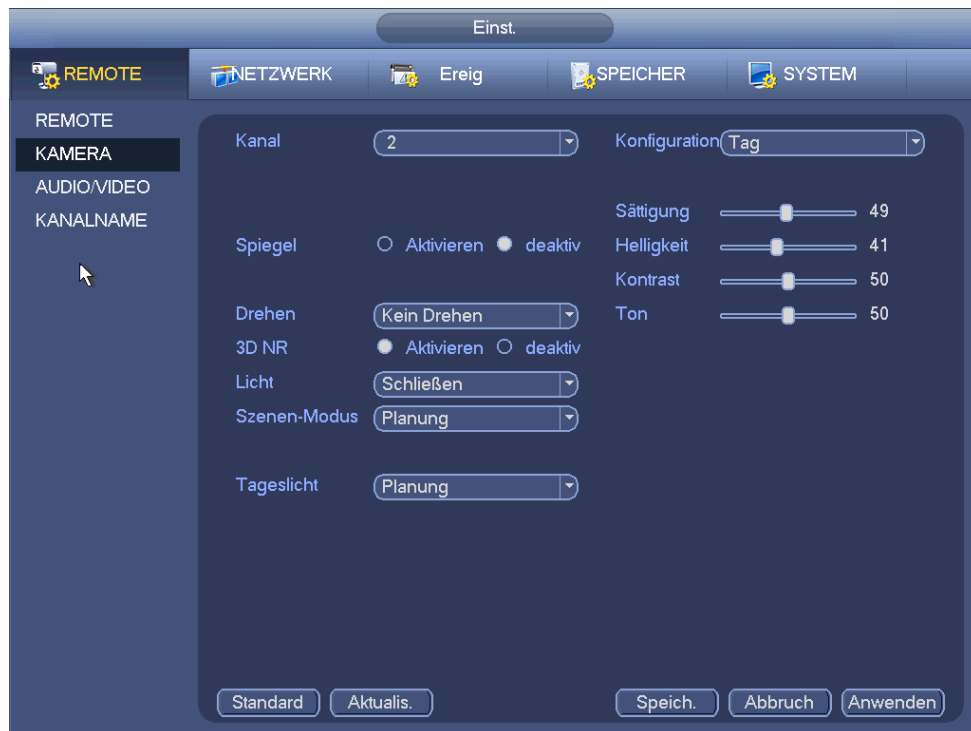 Einst.
REMOTE NETZWERK Ereig SPEICHER SYSTEM
REMOTE
KAMERA
AUDIO/VIDEO
KANALNAME
Kanal 2 Konfiguration Tag
Sättigung 49
Spiegel Aktivieren deaktiv Helligkeit 41
Kontrast 50
Drehen Kein Drehen Ton 50
3D NR Aktivieren deaktiv
Licht Schließen
Szenen-Modus Planung
Tageslicht Planung
Standard Aktualis. Speich. Abbruch Anwenden